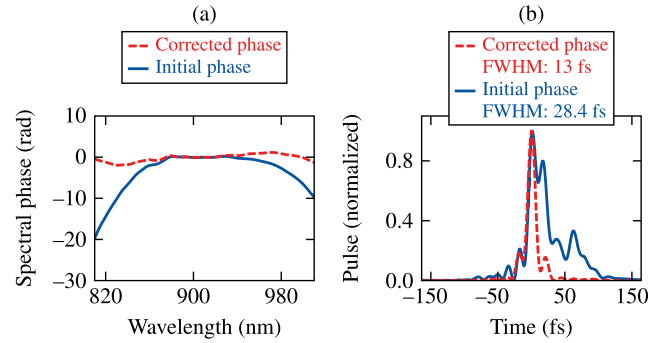 (a)
Corrected phase
Initial phase
Spectral phase (rad)
10
0
−10
−20
−30
820
900
980
Wavelength (nm)
(b)
Corrected phase
FWHM: 13 fs
Initial phase
FWHM: 28.4 fs
Pulse (normalized)
0.8
0.4
0.0
−150
−50
50
150
Time (fs)